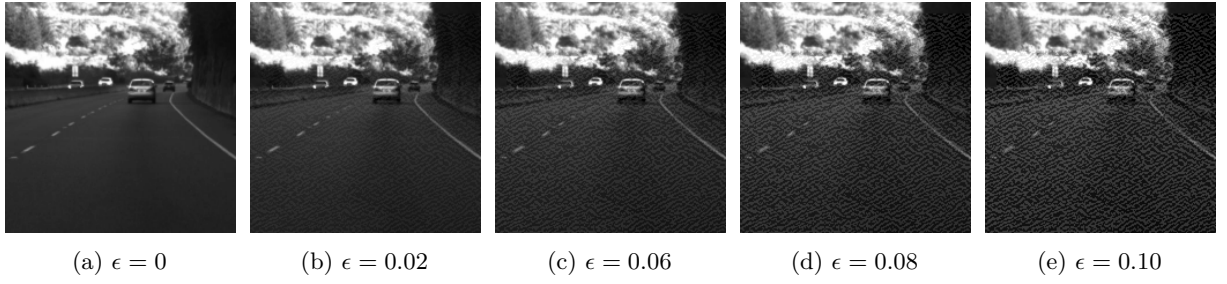 (a) ϵ = 0
(b) ϵ = 0.02
(c) ϵ = 0.06
(d) ϵ = 0.08
(e) ϵ = 0.10